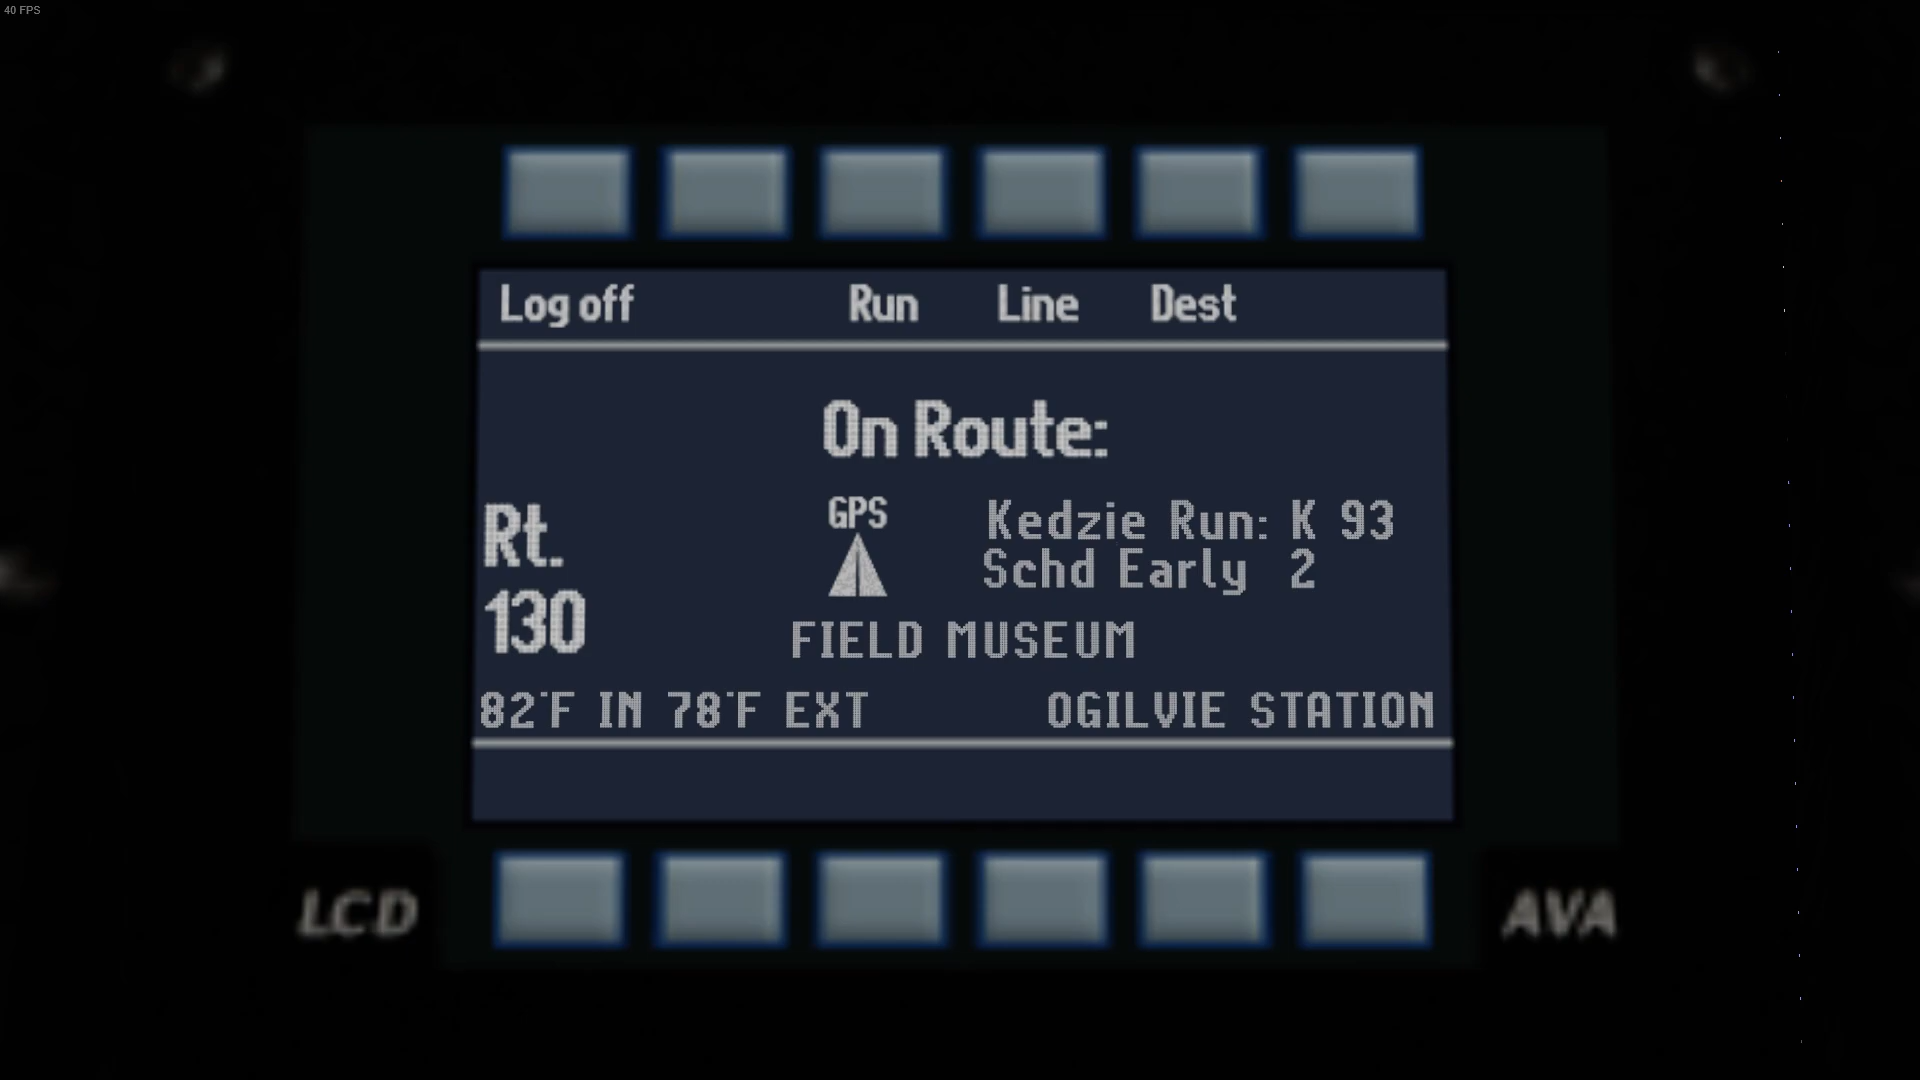 40 FPS
Log off Run Line Dest
On Route:
Rt.
130
GPS
Kedzie Run: K 93
Schd Early 2
FIELD MUSEUM
82°F IN 78°F EXT OGILVIE STATION
LCD AVA